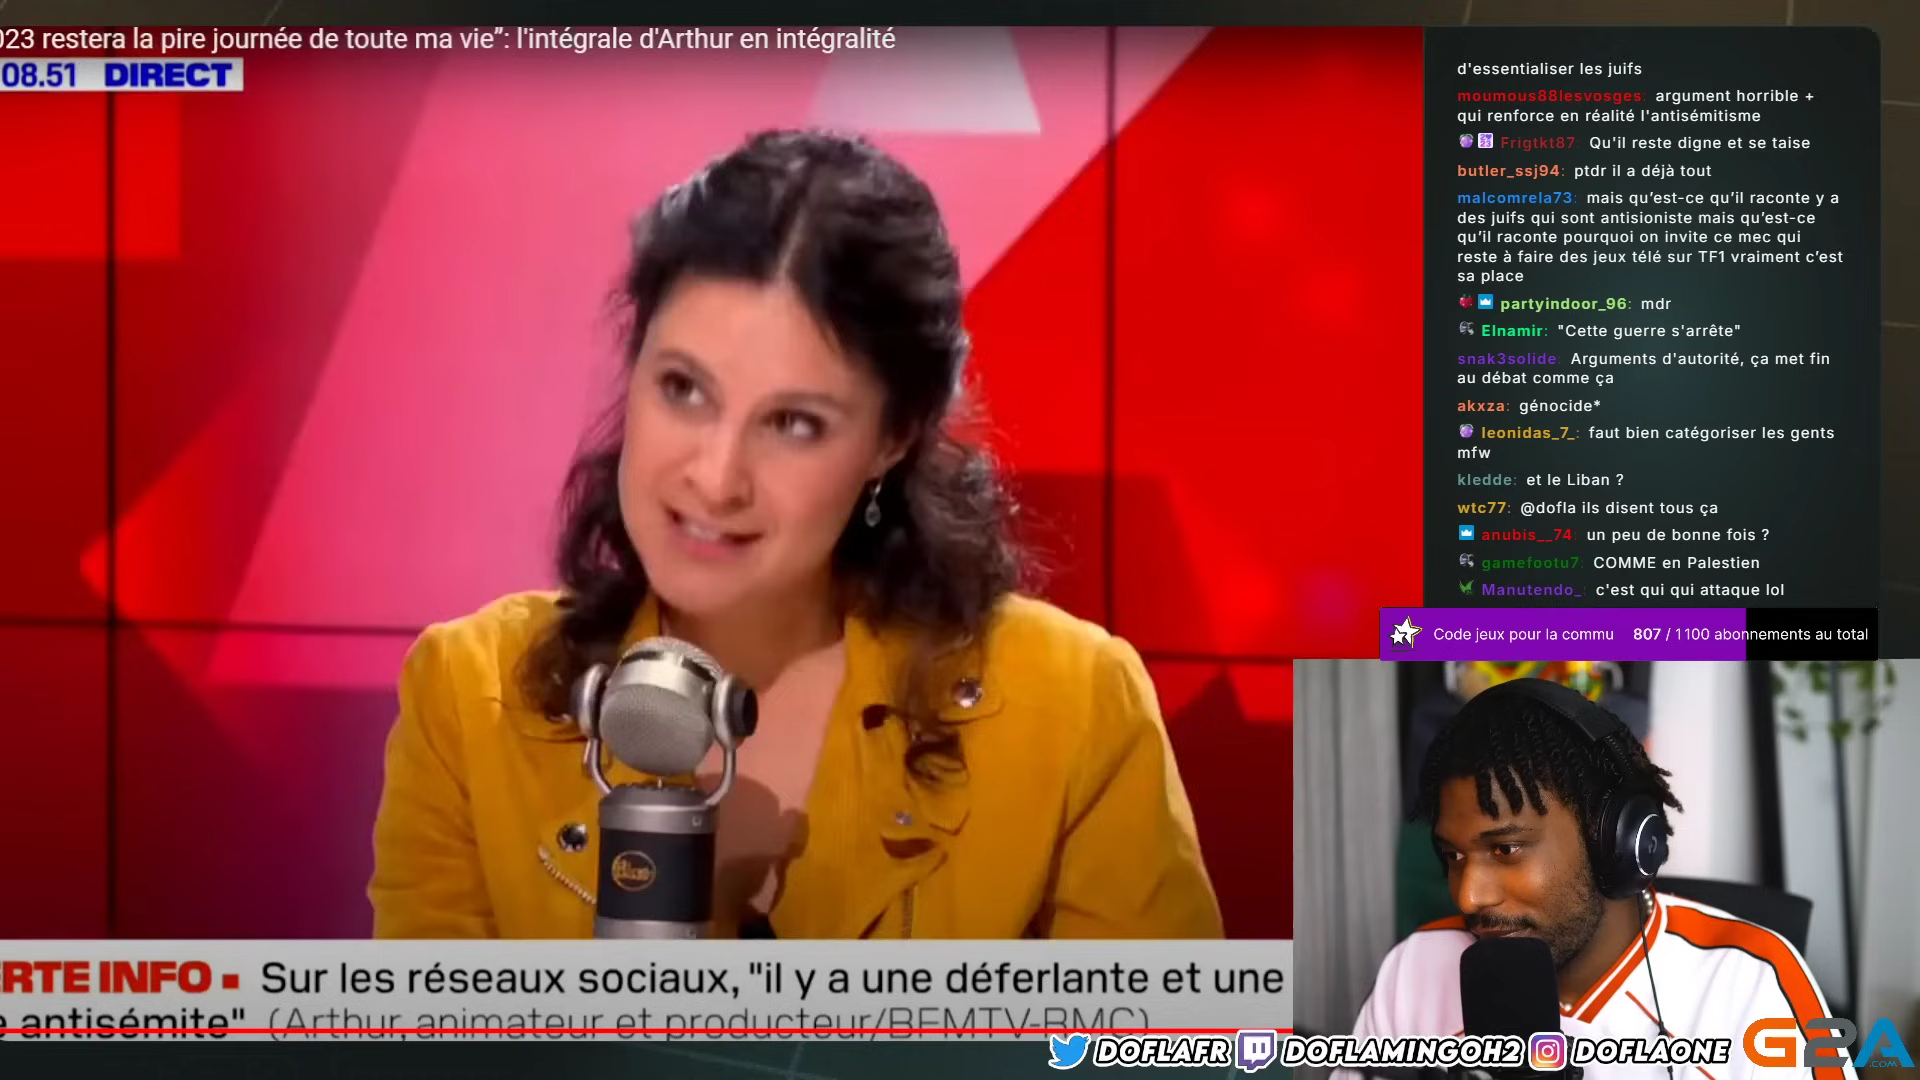 023 restera la pire journée de toute ma vie”: l'intégrale d'Arthur en intégralité
08.51 DIRECT
d'essentialiser les juifs
moumous88lesvosges: argument horrible +
qui renforce en réalité l'antisémitisme
Frigtkt87: Qu'il reste digne et se taise
butler_ssj94: ptdr il a déjà tout
malcomrela73: mais qu’est-ce qu’il raconte y a
des juifs qui sont antisioniste mais qu’est-ce
qu’il raconte pourquoi on invite ce mec qui
reste à faire des jeux télé sur TF1 vraiment c’est
sa place
partyindoor_96: mdr
Elnamir: "Cette guerre s'arrête"
snak3solide: Arguments d'autorité, ça met fin
au débat comme ça
akxza: génocide*
leonidas_7_: faut bien catégoriser les gents
mfw
kledde: et le Liban ?
wtc77: @dofla ils disent tous ça
anubis__74: un peu de bonne fois ?
gamefootu7: COMME en Palestien
Manutendo_: c'est qui qui attaque lol
Code jeux pour la commu 807 / 1100 abonnements au total
Blue
ERTE INFO ▪ Sur les réseaux sociaux, "il y a une déferlante et une
e antisémite" (Arthur, animateur et producteur/BFMTV-RMC)
DOFLAFR DOFLAMINGOH2 DOFLAONE
G2A
.COM